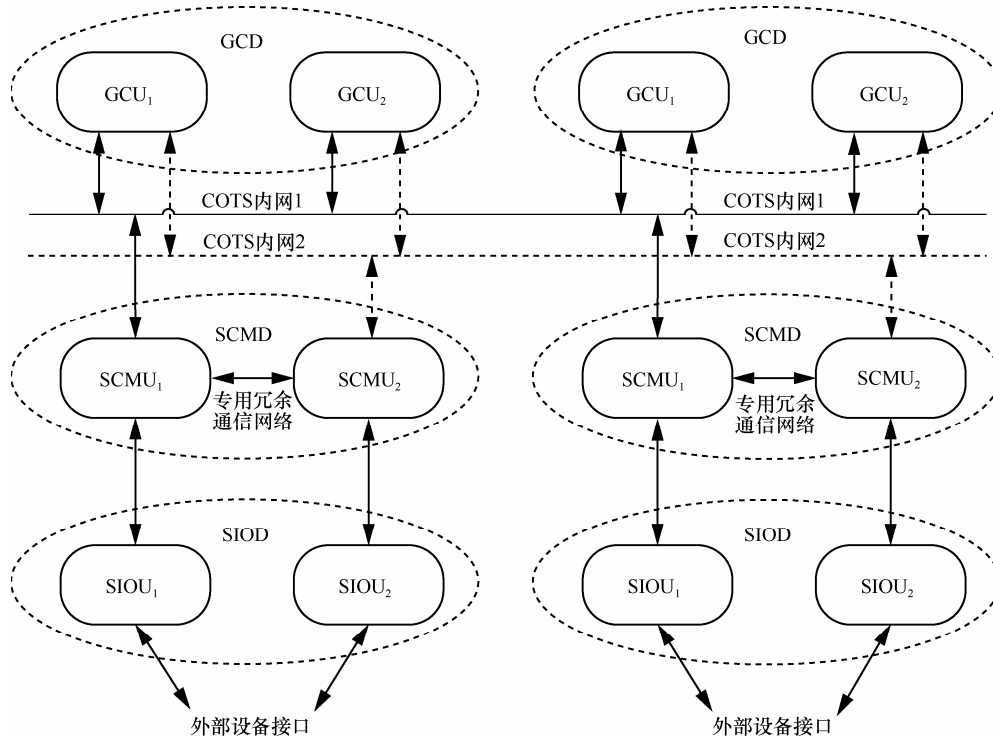 GCD
GCU₁
GCU₂
GCD
GCU₁
GCU₂
COTS内网1
COTS内网1
COTS内网2
COTS内网2
SCMD
SCMU₁
SCMU₂
专用冗余
通信网络
SCMD
SCMU₁
SCMU₂
专用冗余
通信网络
SIOD
SIOU₁
SIOU₂
SIOD
SIOU₁
SIOU₂
外部设备接口
外部设备接口